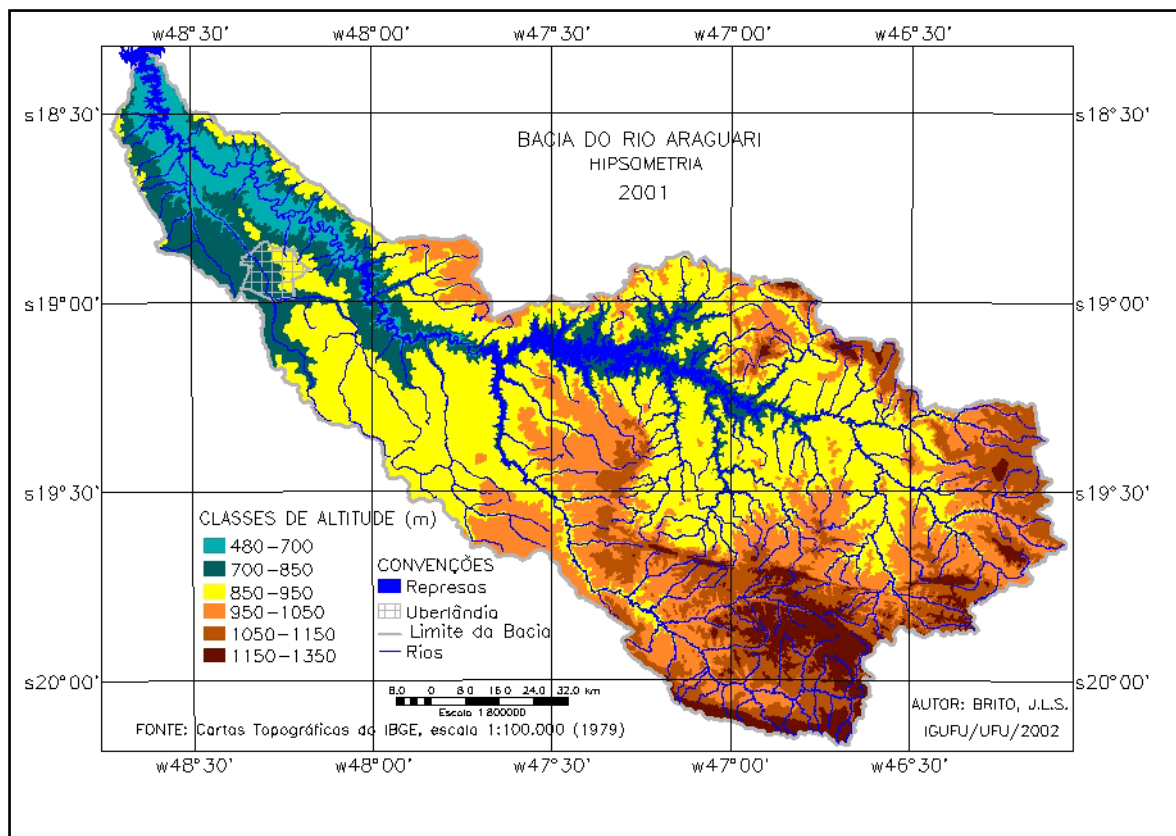 w48°30' w48°00' w47°30' w47°00' w46°30'
s18°30' s18°30'
BACIA DO RIO ARAGUARI
HIPSOMETRIA
2001
s19°00' s19°00'
s19°30' s19°30'
CLASSES DE ALTITUDE (m)
480-700
700-850
850-950
950-1050
1050-1150
1150-1350
CONVENÇÕES
Represas
Uberlândia
Limite da Bacia
Rios
s20°00' s20°00'
8.0 0 8.0 16.0 24.0 32.0 km
Escala 1:800000
AUTOR: BRITO, J.L.S.
IGUFU/UFU/2002
FONTE: Cartas Topográficas do IBGE, escala 1:100.000 (1979)
w48°30' w48°00' w47°00' w47°00' w46°30'